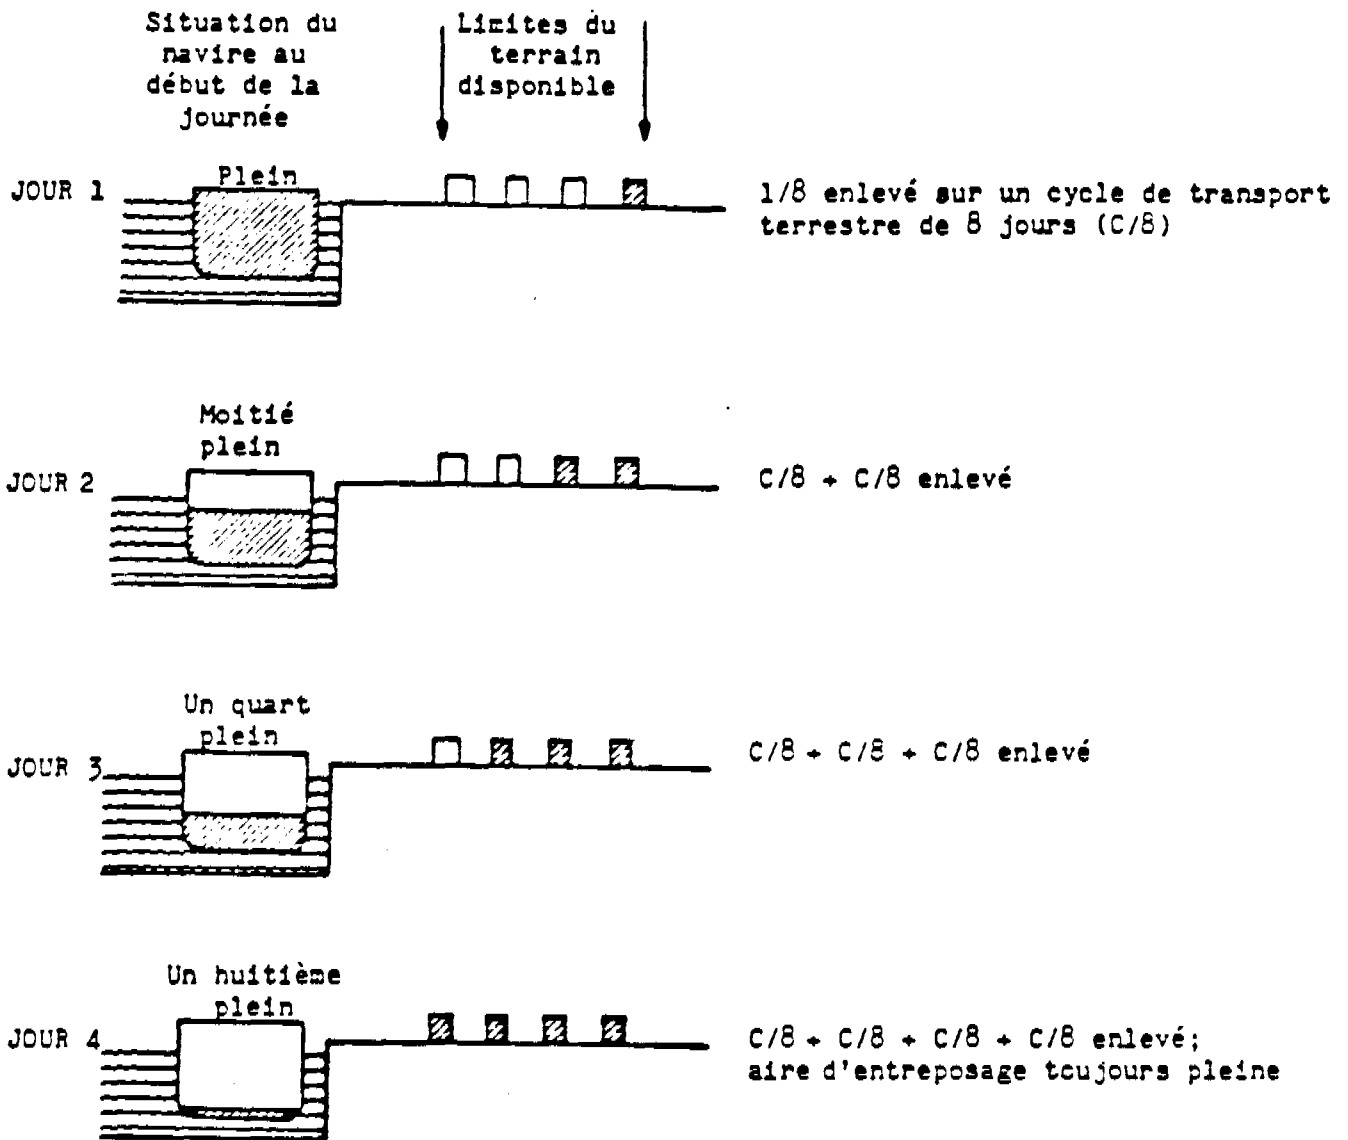 Situation du
navire au
début de la
journée
Limites du
terrain
disponible
JOUR 1
Plein
1/8 enlevé sur un cycle de transport
terrestre de 8 jours (C/8)
Moitié
plein
JOUR 2
C/8 + C/8 enlevé
Un quart
plein
JOUR 3
C/8 + C/8 + C/8 enlevé
Un huitième
plein
JOUR 4
C/8 + C/8 + C/8 + C/8 enlevé;
aire d'entreposage toujours pleine